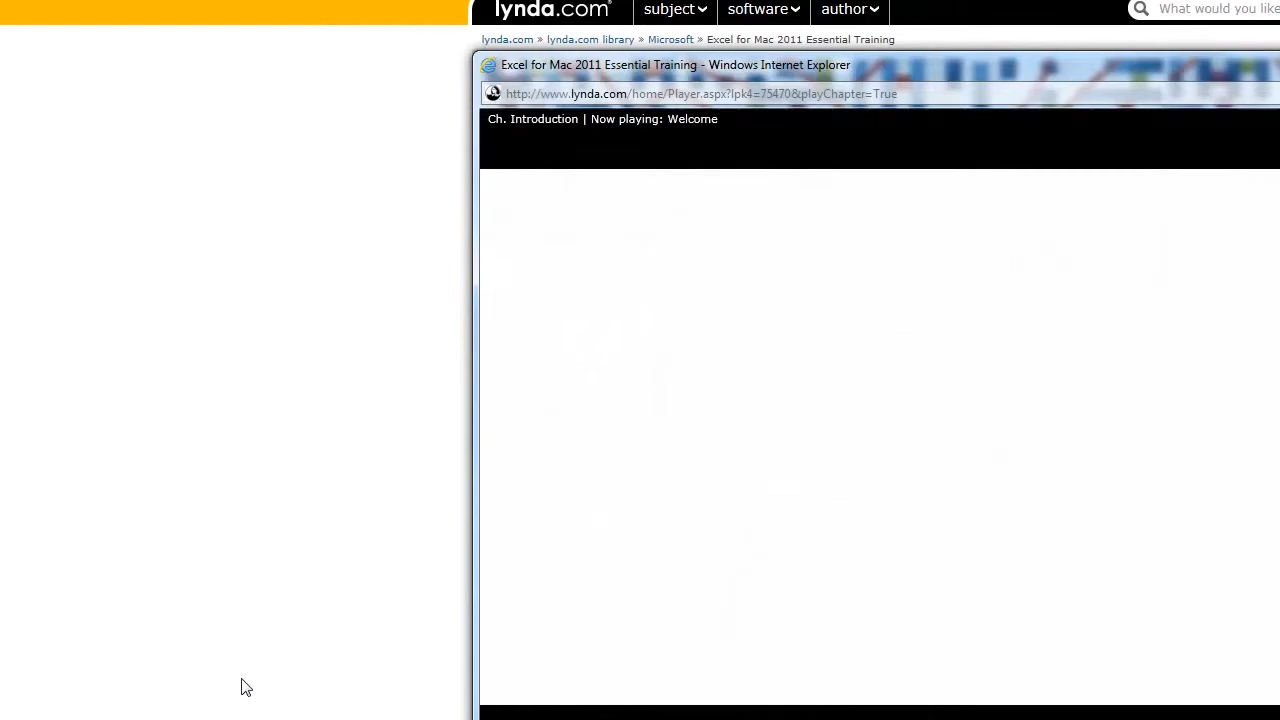 lynda.com® subject software author What would you like
lynda.com » lynda.com library » Microsoft » Excel for Mac 2011 Essential Training
Excel for Mac 2011 Essential Training - Windows Internet Explorer
http://www.lynda.com/home/Player.aspx?lpk4=75470&playChapter=True
Ch. Introduction | Now playing: Welcome